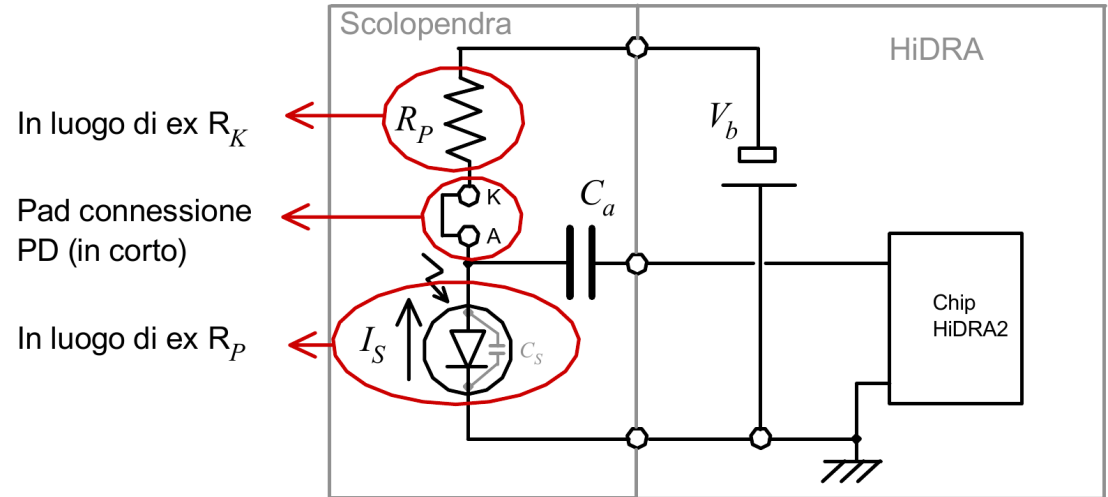 Scolopendra
HiDRA
In luogo di ex R_K
R_P
V_b
K
Pad connessione
PD (in corto)
A
C_a
Chip
HiDRA2
In luogo di ex R_P
I_S
C_S